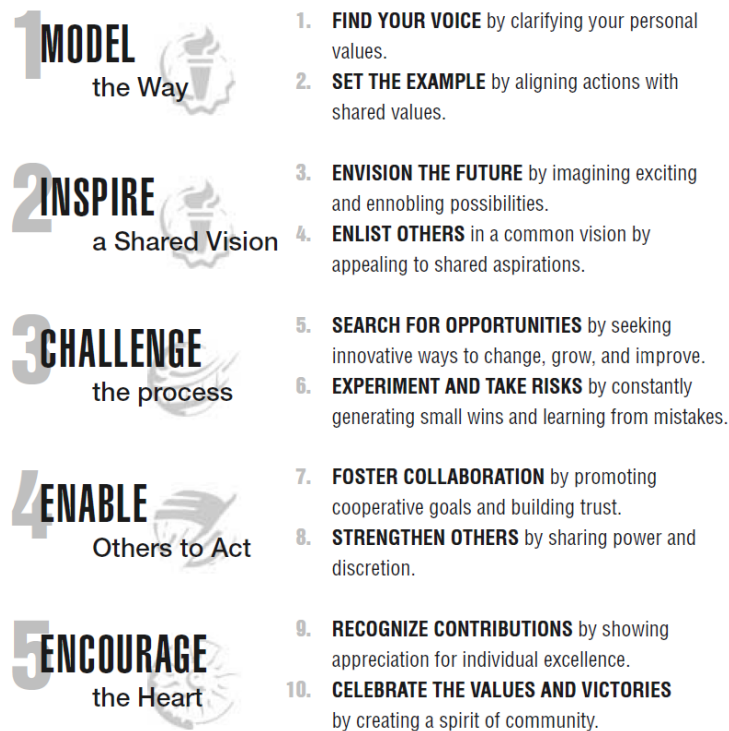 1 MODEL
the Way
1. FIND YOUR VOICE by clarifying your personal
values.
2. SET THE EXAMPLE by aligning actions with
shared values.
2 INSPIRE
a Shared Vision
3. ENVISION THE FUTURE by imagining exciting
and ennobling possibilities.
4. ENLIST OTHERS in a common vision by
appealing to shared aspirations.
3 CHALLENGE
the process
5. SEARCH FOR OPPORTUNITIES by seeking
innovative ways to change, grow, and improve.
6. EXPERIMENT AND TAKE RISKS by constantly
generating small wins and learning from mistakes.
4 ENABLE
Others to Act
7. FOSTER COLLABORATION by promoting
cooperative goals and building trust.
8. STRENGTHEN OTHERS by sharing power and
discretion.
5 ENCOURAGE
the Heart
9. RECOGNIZE CONTRIBUTIONS by showing
appreciation for individual excellence.
10. CELEBRATE THE VALUES AND VICTORIES
by creating a spirit of community.